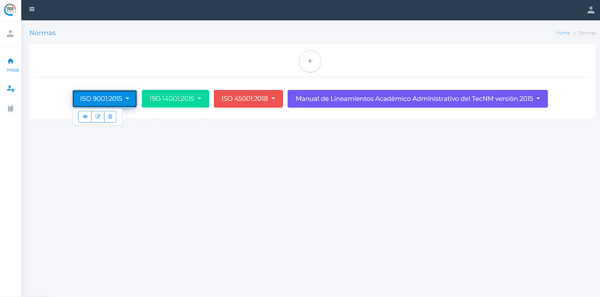 Normas
Home > Normas
+
ISO 9001:2015
ISO 14001:2015
ISO 45001:2018
Manual de Lineamientos Académico Administrativo del TecNM versión 2015
Inicio